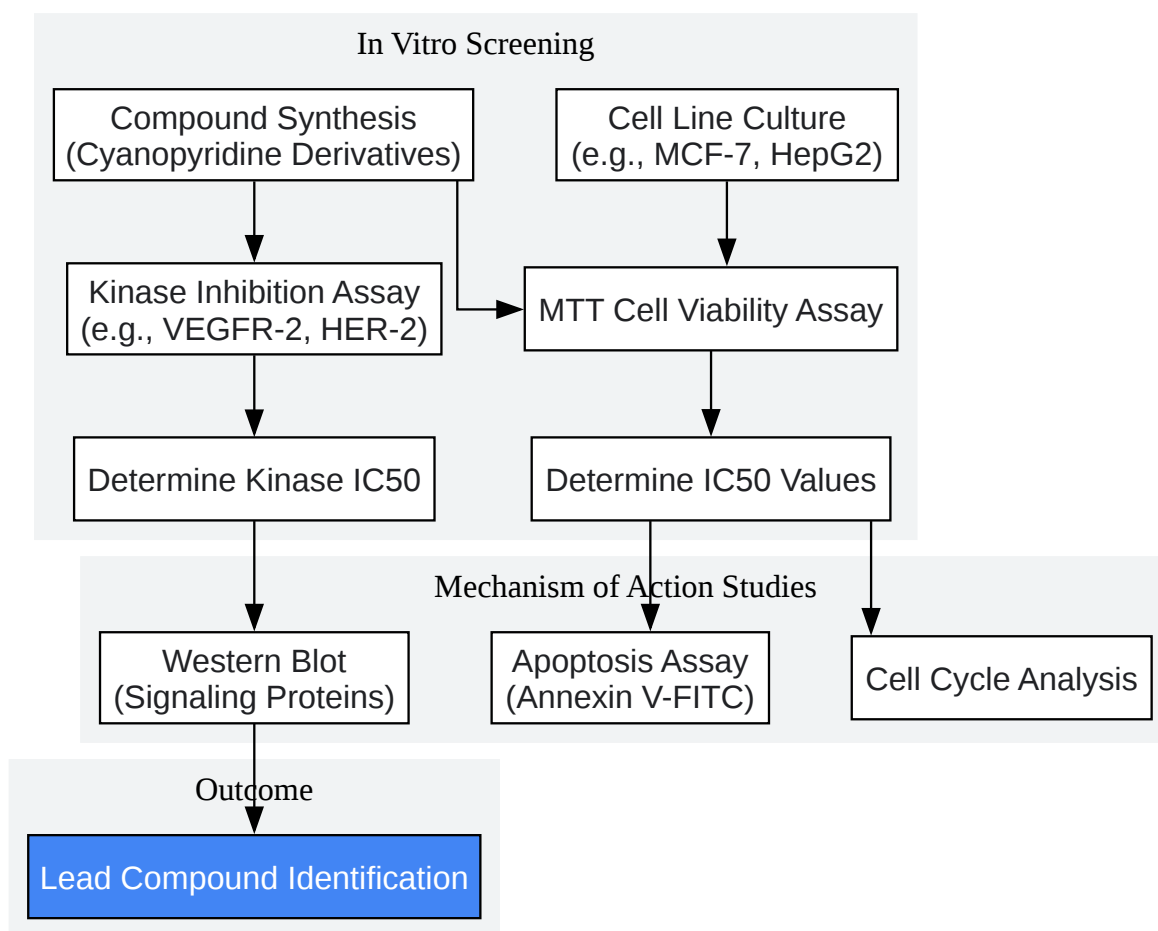 In Vitro Screening
Compound Synthesis
(Cyanopyridine Derivatives)
Cell Line Culture
(e.g., MCF-7, HepG2)
Kinase Inhibition Assay
(e.g., VEGFR-2, HER-2)
MTT Cell Viability Assay
Determine Kinase IC50
Determine IC50 Values
Mechanism of Action Studies
Western Blot
(Signaling Proteins)
Apoptosis Assay
(Annexin V-FITC)
Cell Cycle Analysis
Outcome
Lead Compound Identification